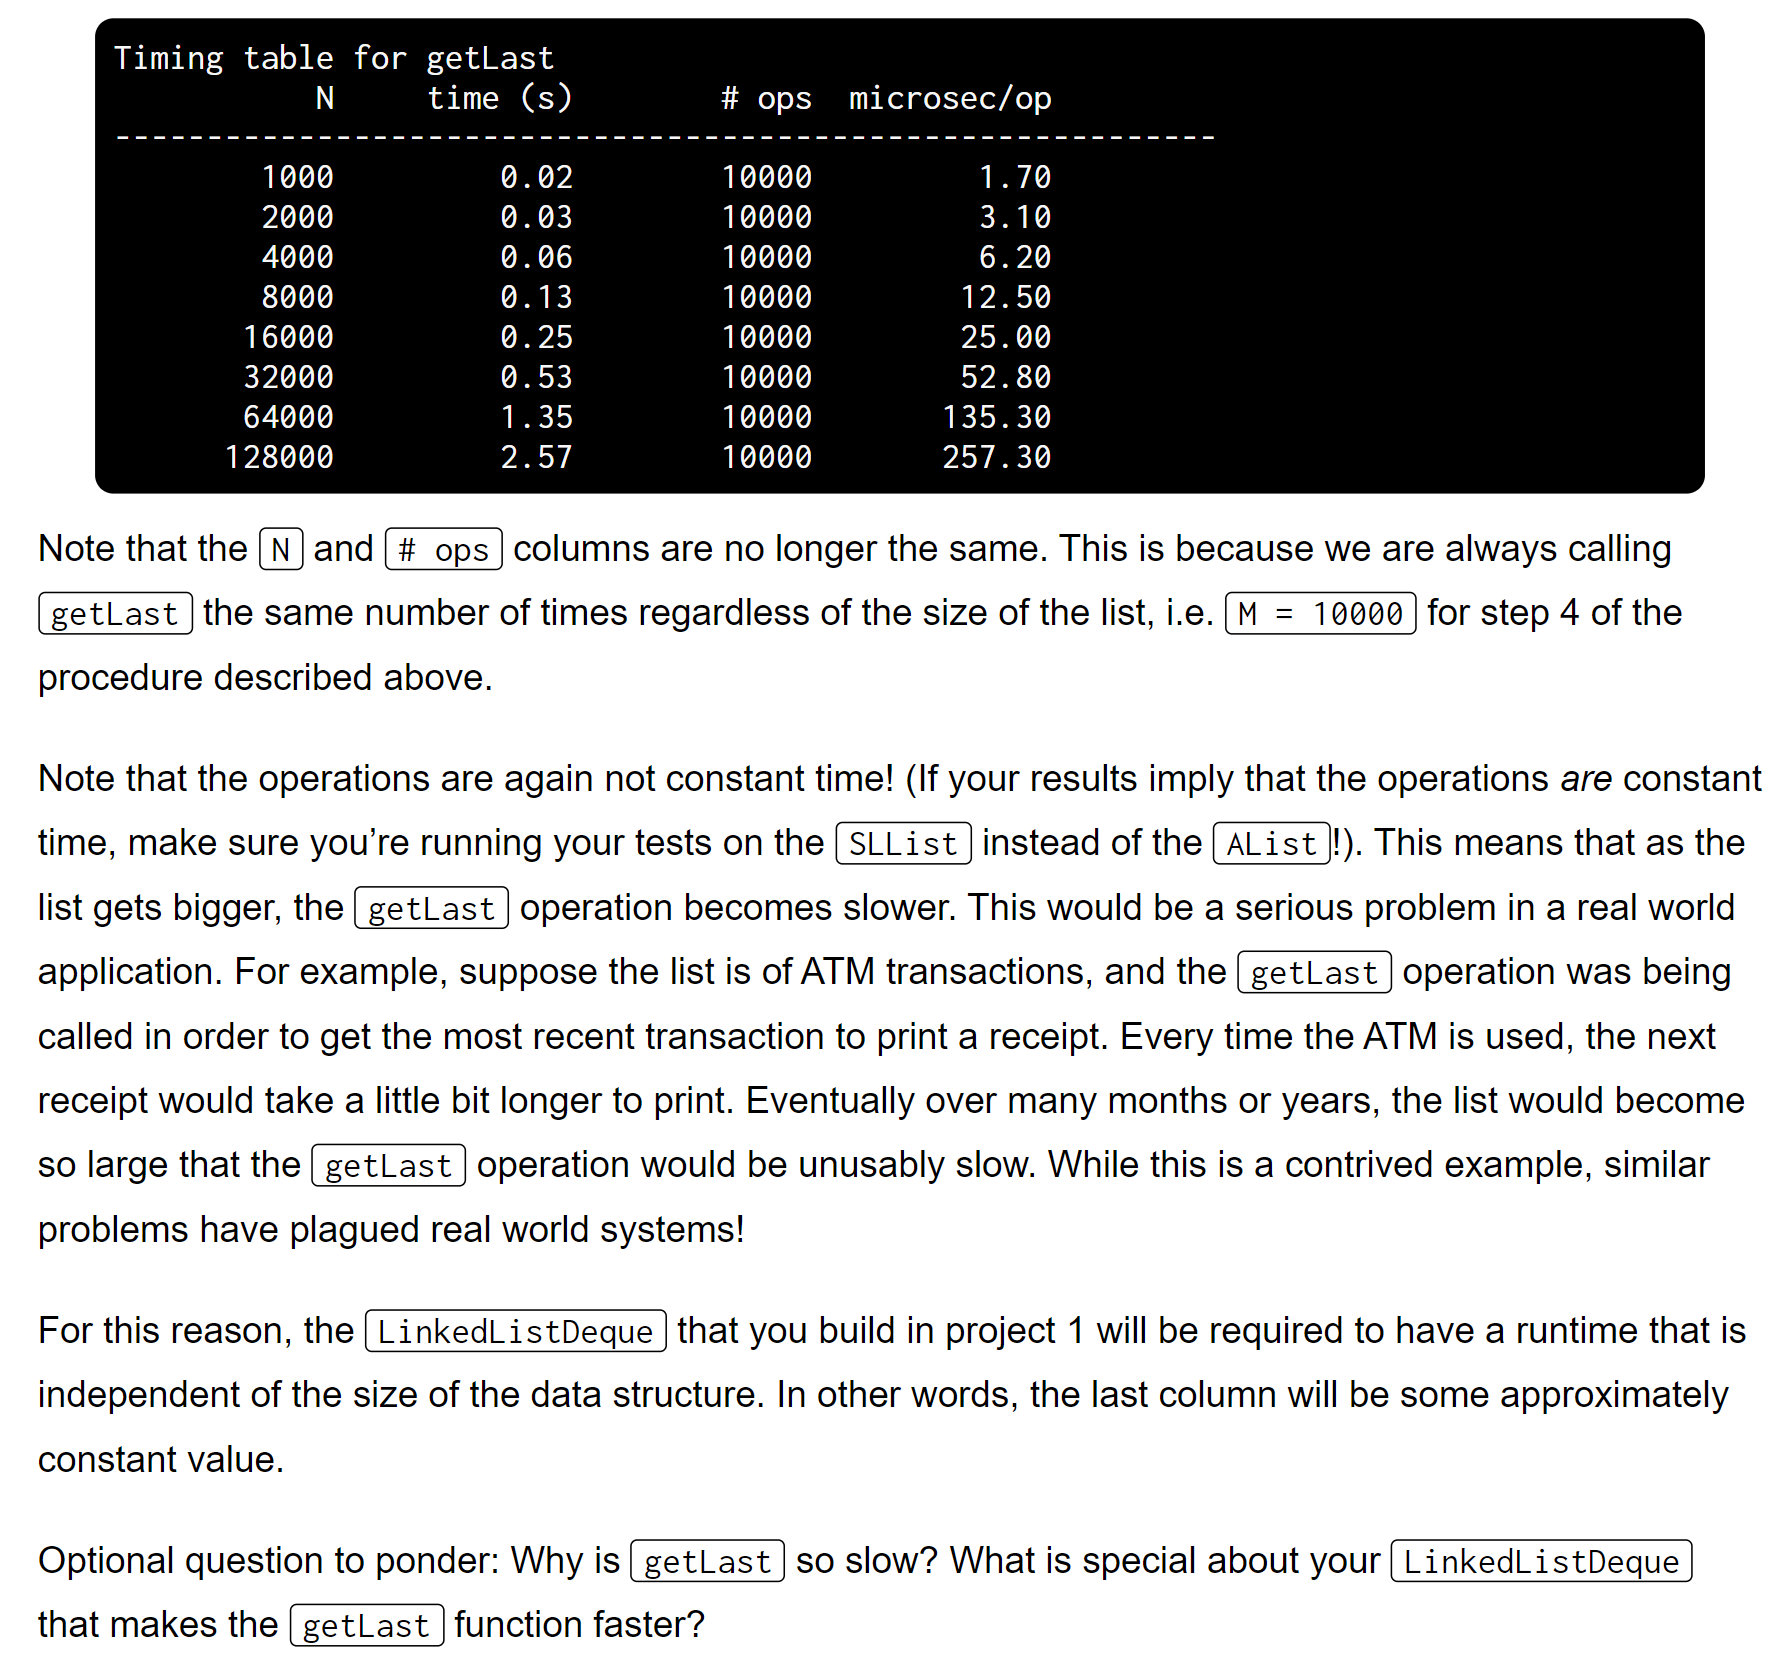 Timing table for getLast
N time (s) # ops microsec/op
------------------------------------------------------------
1000 0.02 10000 1.70
2000 0.03 10000 3.10
4000 0.06 10000 6.20
8000 0.13 10000 12.50
16000 0.25 10000 25.00
32000 0.53 10000 52.80
64000 1.35 10000 135.30
128000 2.57 10000 257.30
Note that the N and # ops columns are no longer the same. This is because we are always calling
getLast the same number of times regardless of the size of the list, i.e. M = 10000 for step 4 of the
procedure described above.
Note that the operations are again not constant time! (If your results imply that the operations are constant
time, make sure you’re running your tests on the SLList instead of the AList!). This means that as the
list gets bigger, the getLast operation becomes slower. This would be a serious problem in a real world
application. For example, suppose the list is of ATM transactions, and the getLast operation was being
called in order to get the most recent transaction to print a receipt. Every time the ATM is used, the next
receipt would take a little bit longer to print. Eventually over many months or years, the list would become
so large that the getLast operation would be unusably slow. While this is a contrived example, similar
problems have plagued real world systems!
For this reason, the LinkedListDeque that you build in project 1 will be required to have a runtime that is
independent of the size of the data structure. In other words, the last column will be some approximately
constant value.
Optional question to ponder: Why is getLast so slow? What is special about your LinkedListDeque
that makes the getLast function faster?